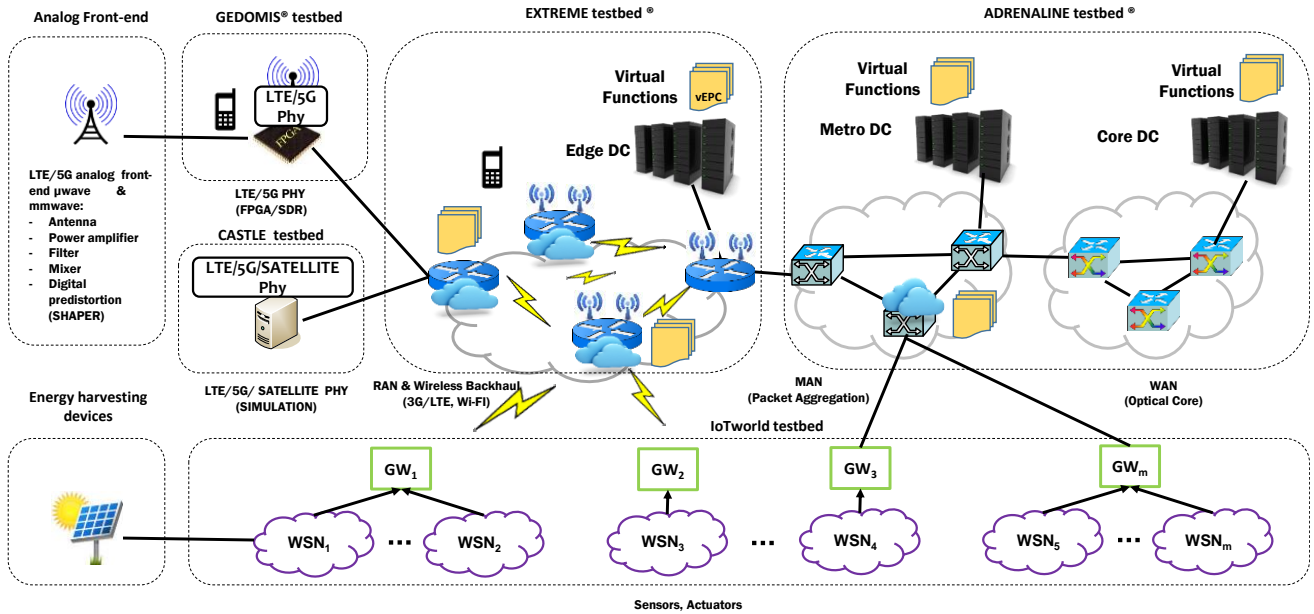 Analog Front-end
GEDOMIS® testbed
EXTREME testbed ®
ADRENALINE testbed ®
LTE/5G
Phy
FPGA
LTE/5G analog front-
end µwave &
mmwave:
- Antenna
- Power amplifier
- Filter
- Mixer
- Digital
predistortion
(SHAPER)
LTE/5G PHY
(FPGA/SDR)
CASTLE testbed
LTE/5G/SATELLITE
Phy
LTE/5G/ SATELLITE PHY
(SIMULATION)
Virtual
Functions
vEPC
Edge DC
RAN & Wireless Backhaul
(3G/LTE, Wi-FI)
Virtual
Functions
Metro DC
Virtual
Functions
Core DC
MAN
(Packet Aggregation)
WAN
(Optical Core)
Energy harvesting
devices
IoTworld testbed
GW1
GW2
GW3
GWm
WSN1
...
WSN2
WSN3
...
WSN4
WSN5
...
WSNm
Sensors, Actuators